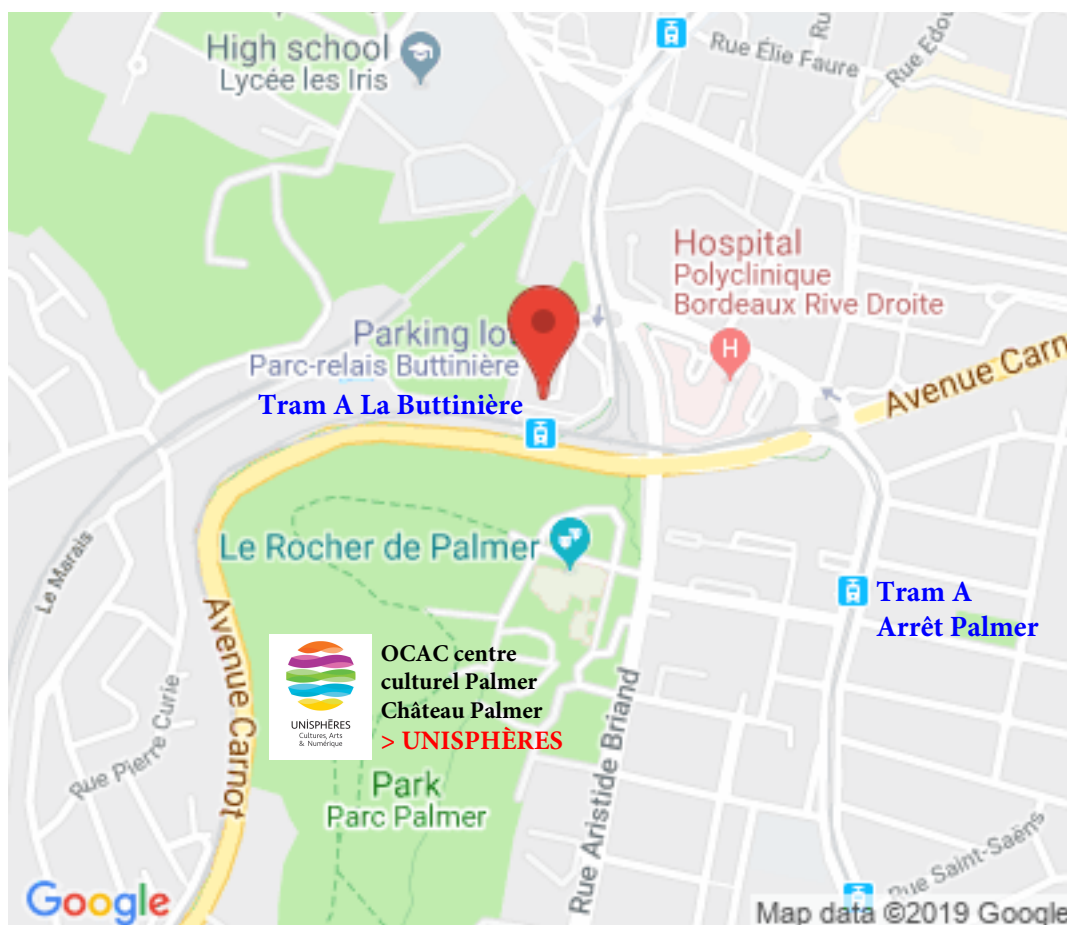 High school
Lycée les Iris
Ru
Rue Élie Faure
Rue Edou
Hospital
Polyclinique
Bordeaux Rive Droite
H
Parking lot
Parc-relais Buttinière
Tram A La Buttinière
Avenue Carn
Le Rocher de Palmer
Le Marais
Tram A
Arrêt Palmer
Avenue Carnot
Rue Pierre Curie
UNÏSPHĒRES
Cultures, Arts
& Numérique
OCAC centre
culturel Palmer
Château Palmer
> UNISPHÈRES
Park
Parc Palmer
Rue Aristide Briand
Rue Saint-Saëns
Google
Map data ©2019 Google